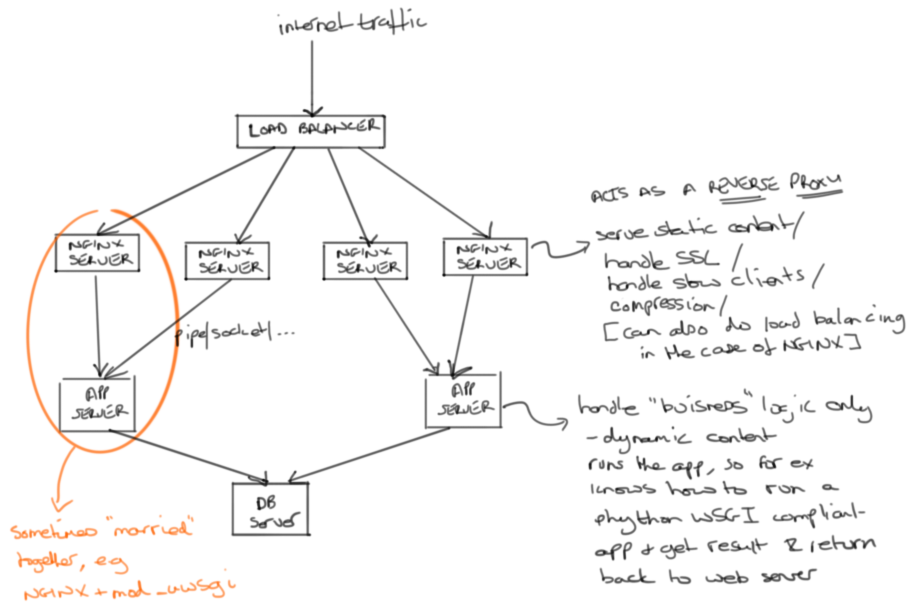 internet traffic
LOAD BALANCER
NGINX
SERVER
NGINX
SERVER
NGINX
SERVER
NGINX
SERVER
ACTS AS A REVERSE PROXY
serve static content/
handle SSL /
handle slow clients/
compression/
[can also do load balancing
in the case of NGINX]
pipe/socket/...
APP
SERVER
APP
SERVER
handle "buisness" logic only
- dynamic content
runs the app, so for ex
knows how to run a
phython WSGI compliant
app & get result & return
back to web server
DB
Server
sometimes "married"
together, e.g
NGINX + mod_uwsgi